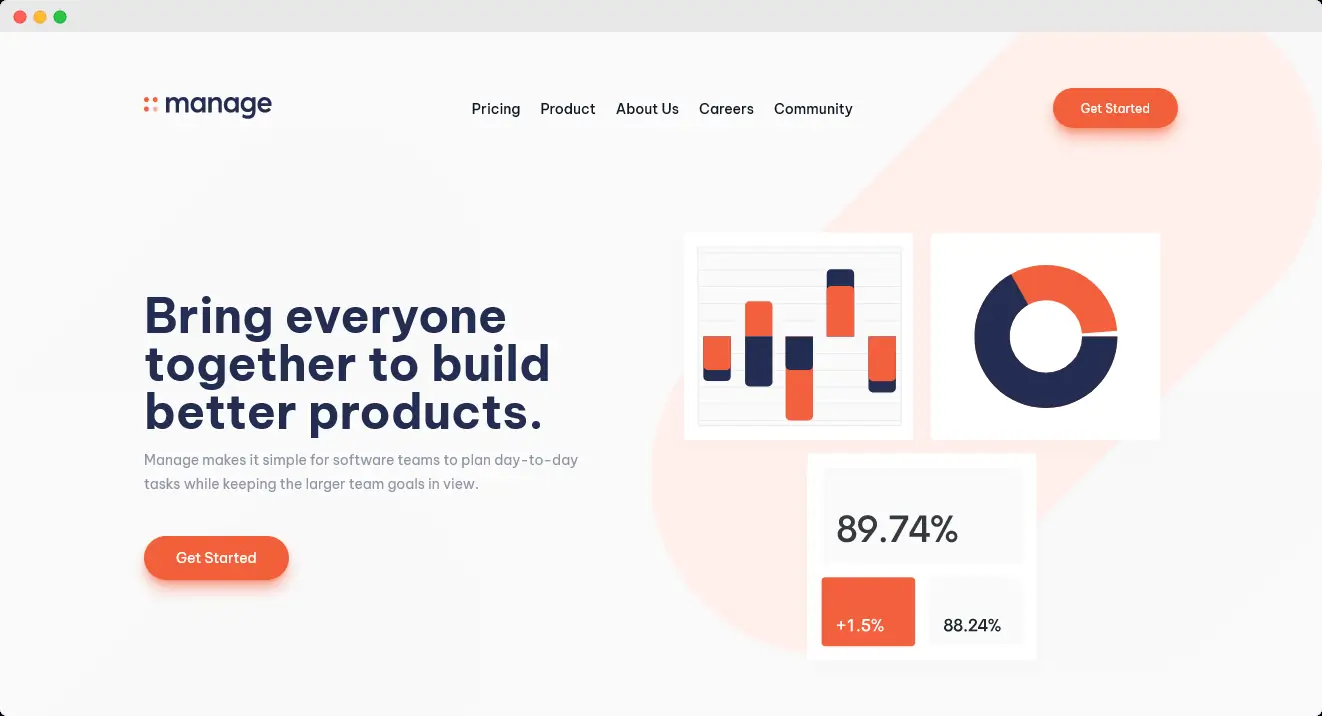 manage
Pricing Product About Us Careers Community
Get Started
Bring everyone
together to build
better products.
Manage makes it simple for software teams to plan day-to-day
tasks while keeping the larger team goals in view.
Get Started
89.74%
+1.5%
88.24%